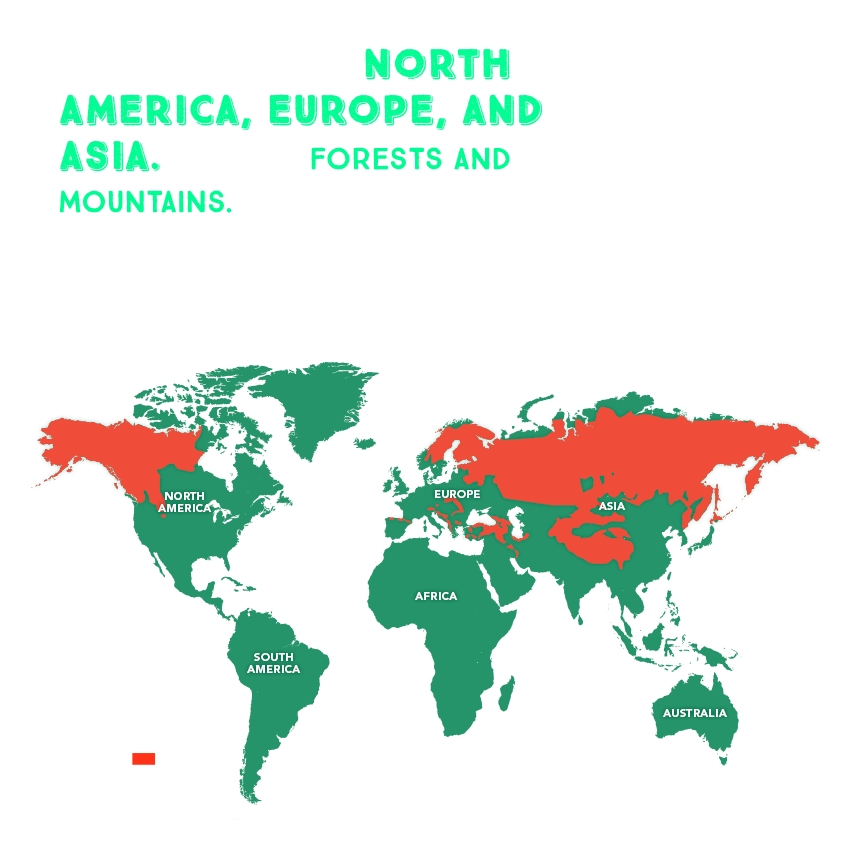 NORTH
AMERICA, EUROPE, AND
ASIA. FORESTS AND
MOUNTAINS.
NORTH
AMERICA
EUROPE
ASIA
AFRICA
SOUTH
AMERICA
AUSTRALIA